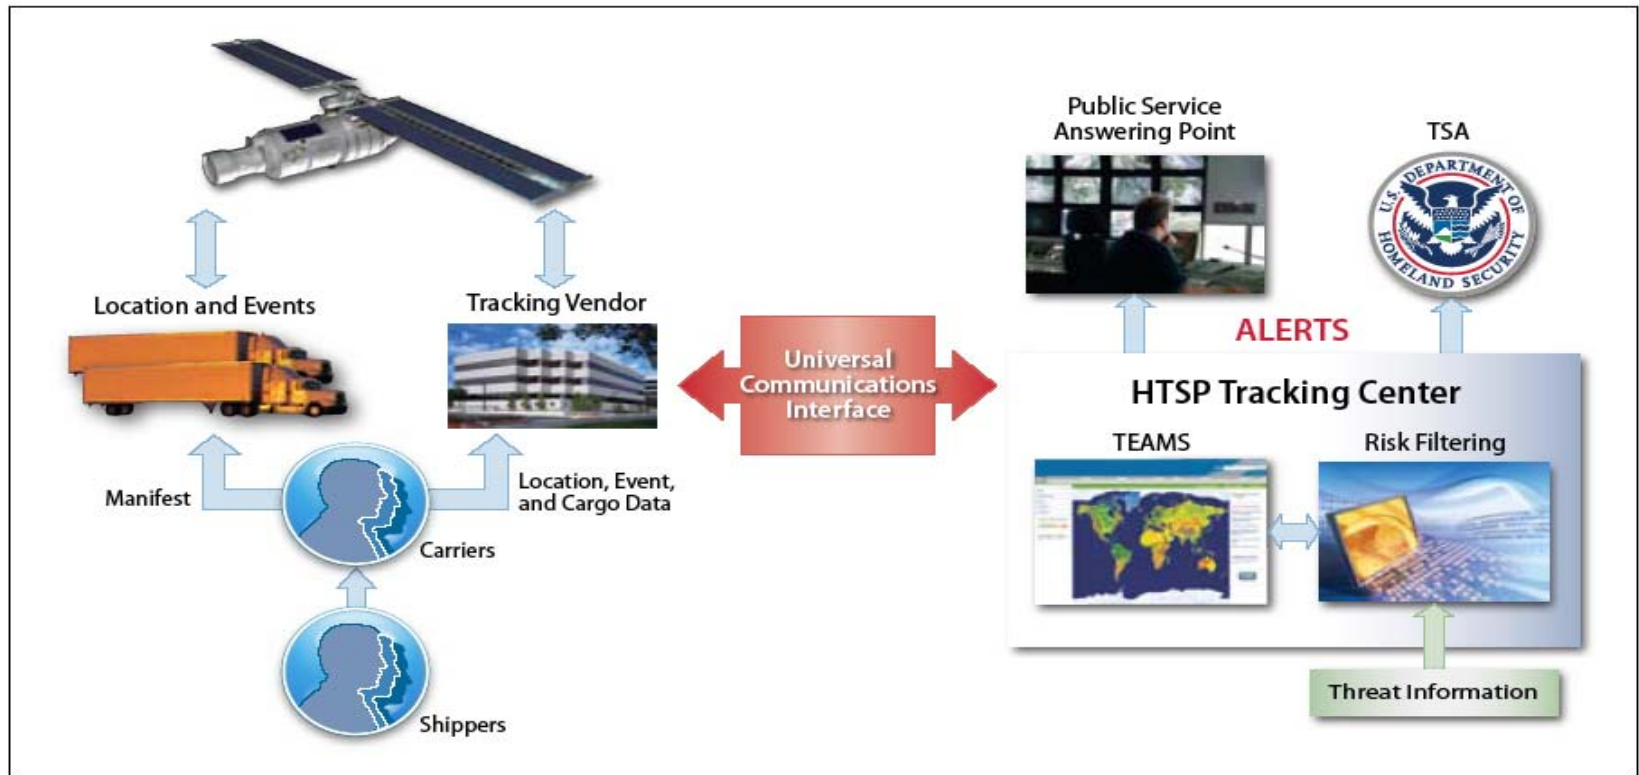 Public Service
Answering Point
TSA
U.S. DEPARTMENT OF
HOMELAND SECURITY
Location and Events
Tracking Vendor
ALERTS
Universal
Communications
Interface
HTSP Tracking Center
TEAMS
Risk Filtering
Manifest
Location, Event,
and Cargo Data
Carriers
Threat Information
Shippers